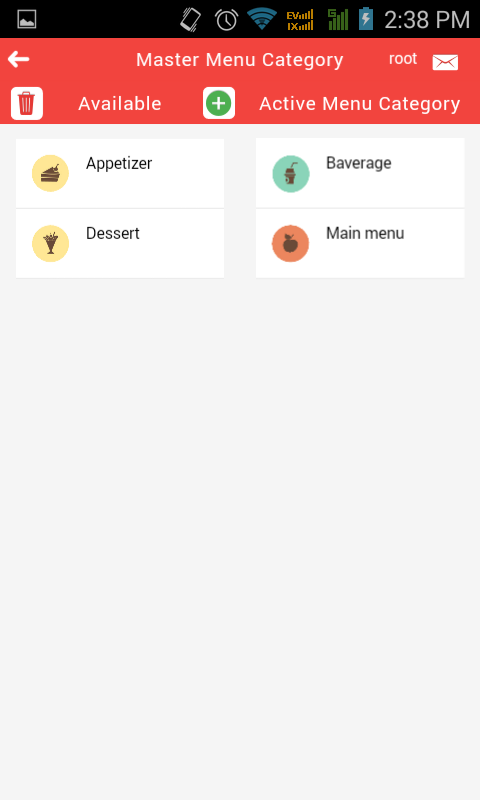 EV
1X
G
2:38 PM
Master Menu Category
root
Available
Active Menu Category
Appetizer
Baverage
Dessert
Main menu